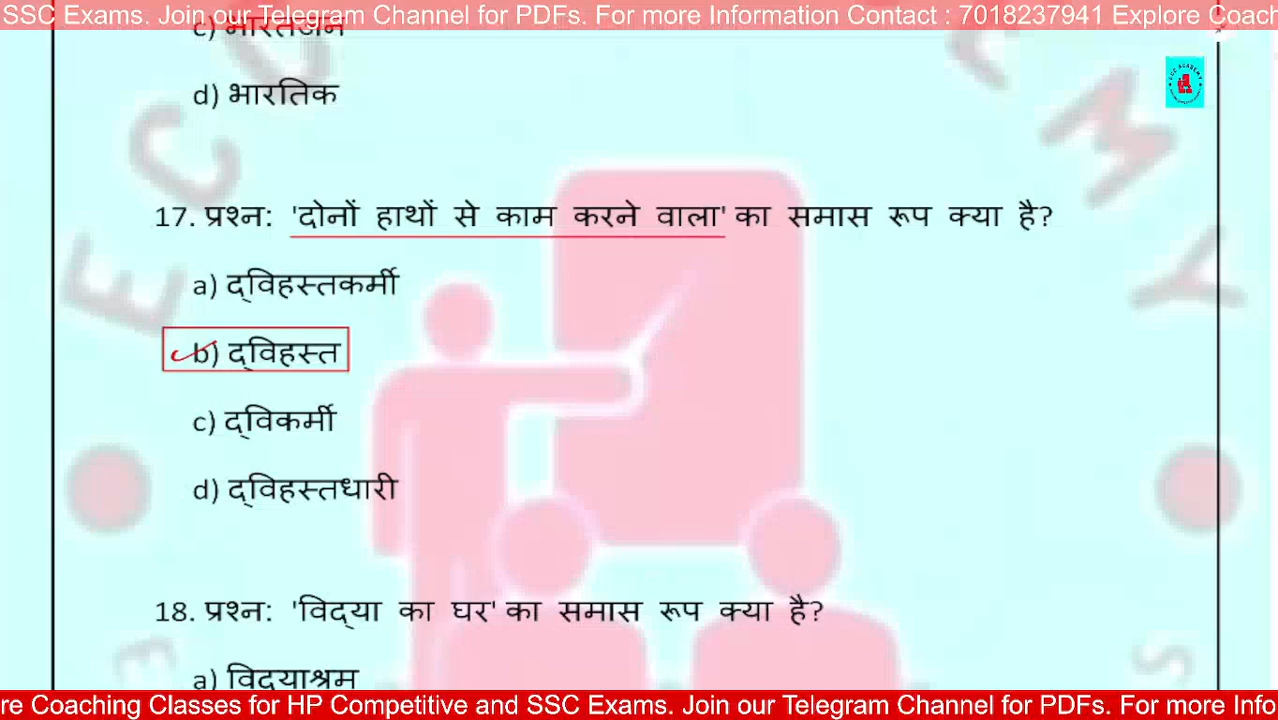 SSC Exams. Join our Telegram Channel for PDFs. For more Information Contact : 7018237941 Explore Coach
c) भारतजन
d) भारतिक
17. प्रश्न: 'दोनों हाथों से काम करने वाला' का समास रूप क्या है?
a) द्विहस्तकर्मी
b) द्विहस्त
c) द्विकर्मी
d) द्विहस्तधारी
18. प्रश्न: 'विद्या का घर' का समास रूप क्या है?
a) विद्याश्रम
re Coaching Classes for HP Competitive and SSC Exams. Join our Telegram Channel for PDFs. For more Info